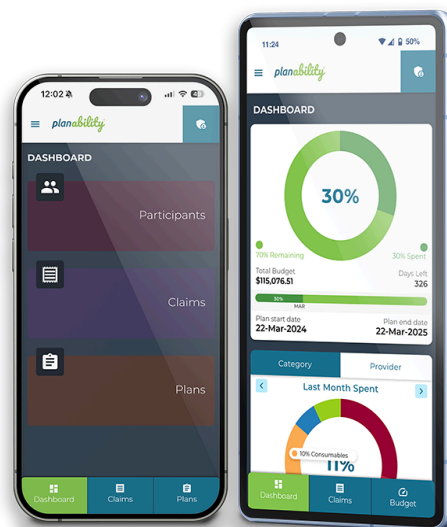 12:02
planability
DASHBOARD
Participants
Claims
Plans
Dashboard
Claims
Plans
11:24
50%
planability
DASHBOARD
30%
70% Remaining
30% Spent
Total Budget
Days Left
$115,076.51
326
30%
MAR
Plan start date
Plan end date
22-Mar-2024
22-Mar-2025
Category
Provider
Last Month Spent
10% Consumables
11%
Dashboard
Claims
Budget